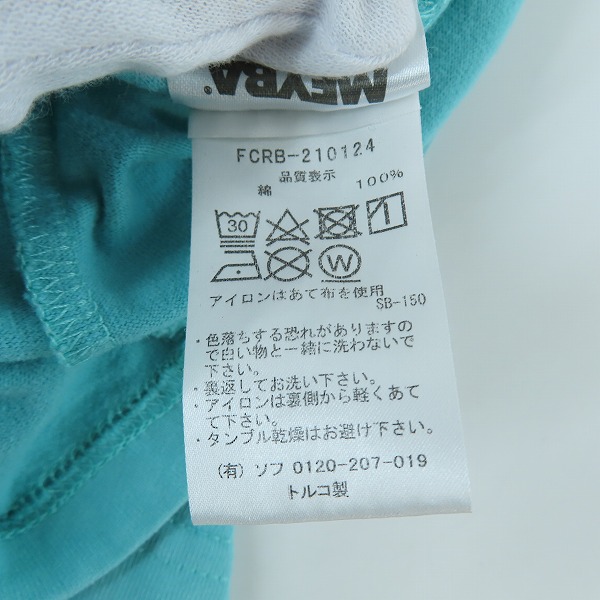 MEYBA®
FCRB-210124
品質表示
綿 100%
30
W
アイロンはあて布を使用
SB-150
・色落ちする恐れがありますの
で白い物と一緒に洗わないで
下さい。
・裏返してお洗い下さい。
・アイロンは裏側から軽くあて
て下さい。
・タンブル乾燥はお避け下さい。
(有) ソフ 0120-207-019
トルコ製